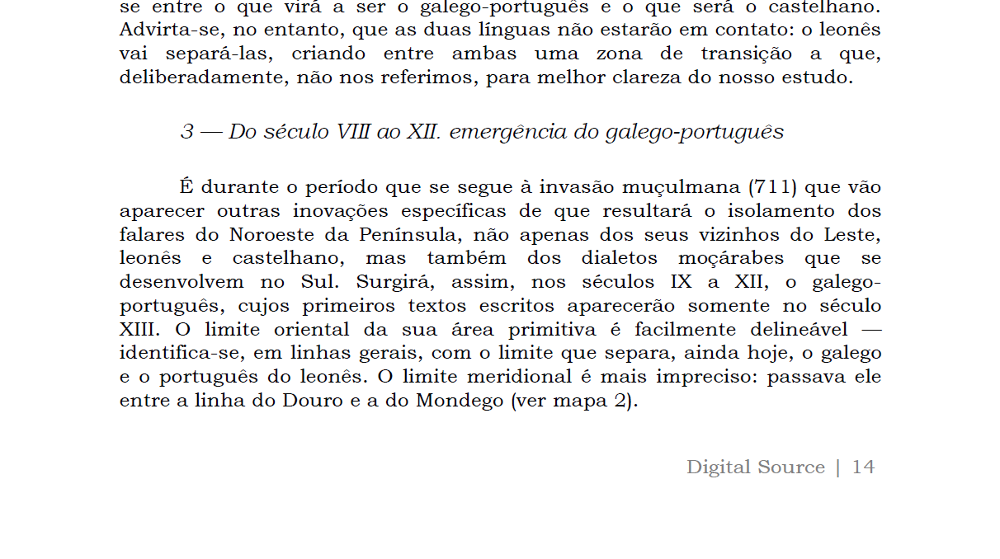 se entre o que virá a ser o galego-português e o que será o castelhano.
Advirta-se, no entanto, que as duas línguas não estarão em contato: o leonês
vai separá-las, criando entre ambas uma zona de transição a que,
deliberadamente, não nos referimos, para melhor clareza do nosso estudo.
3 — Do século VIII ao XII. emergência do galego-português
É durante o período que se segue à invasão muçulmana (711) que vão
aparecer outras inovações específicas de que resultará o isolamento dos
falares do Noroeste da Península, não apenas dos seus vizinhos do Leste,
leonês e castelhano, mas também dos dialetos moçárabes que se
desenvolvem no Sul. Surgirá, assim, nos séculos IX a XII, o galego-
português, cujos primeiros textos escritos aparecerão somente no século
XIII. O limite oriental da sua área primitiva é facilmente delineável —
identifica-se, em linhas gerais, com o limite que separa, ainda hoje, o galego
e o português do leonês. O limite meridional é mais impreciso: passava ele
entre a linha do Douro e a do Mondego (ver mapa 2).
Digital Source | 14